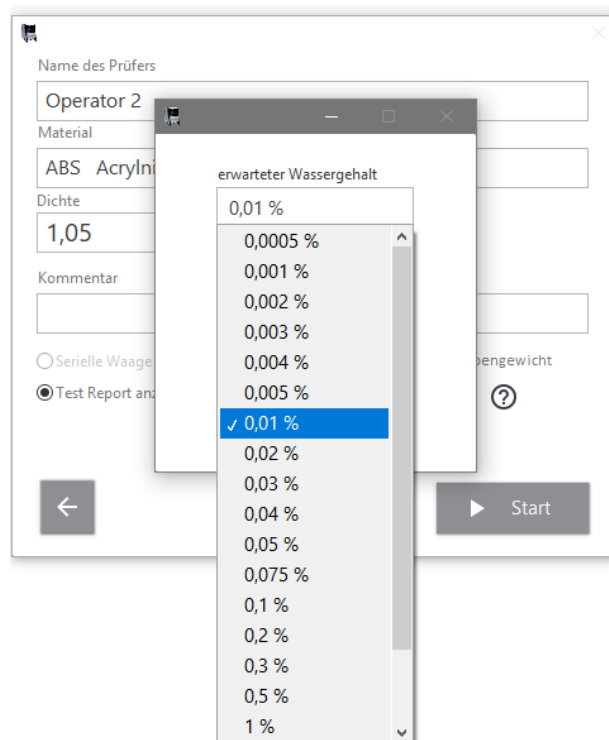 Name des Prüfers
Operator 2
Material
ABS Acrylni
Dichte
1,05
Kommentar
Serielle Waage
Test Report an
erwarteter Wassergehalt
0,01 %
0,0005 %
0,001 %
0,002 %
0,003 %
0,004 %
0,005 %
✓ 0,01 %
0,02 %
0,03 %
0,04 %
0,05 %
0,075 %
0,1 %
0,2 %
0,3 %
0,5 %
1 %
bengewicht
?
Start